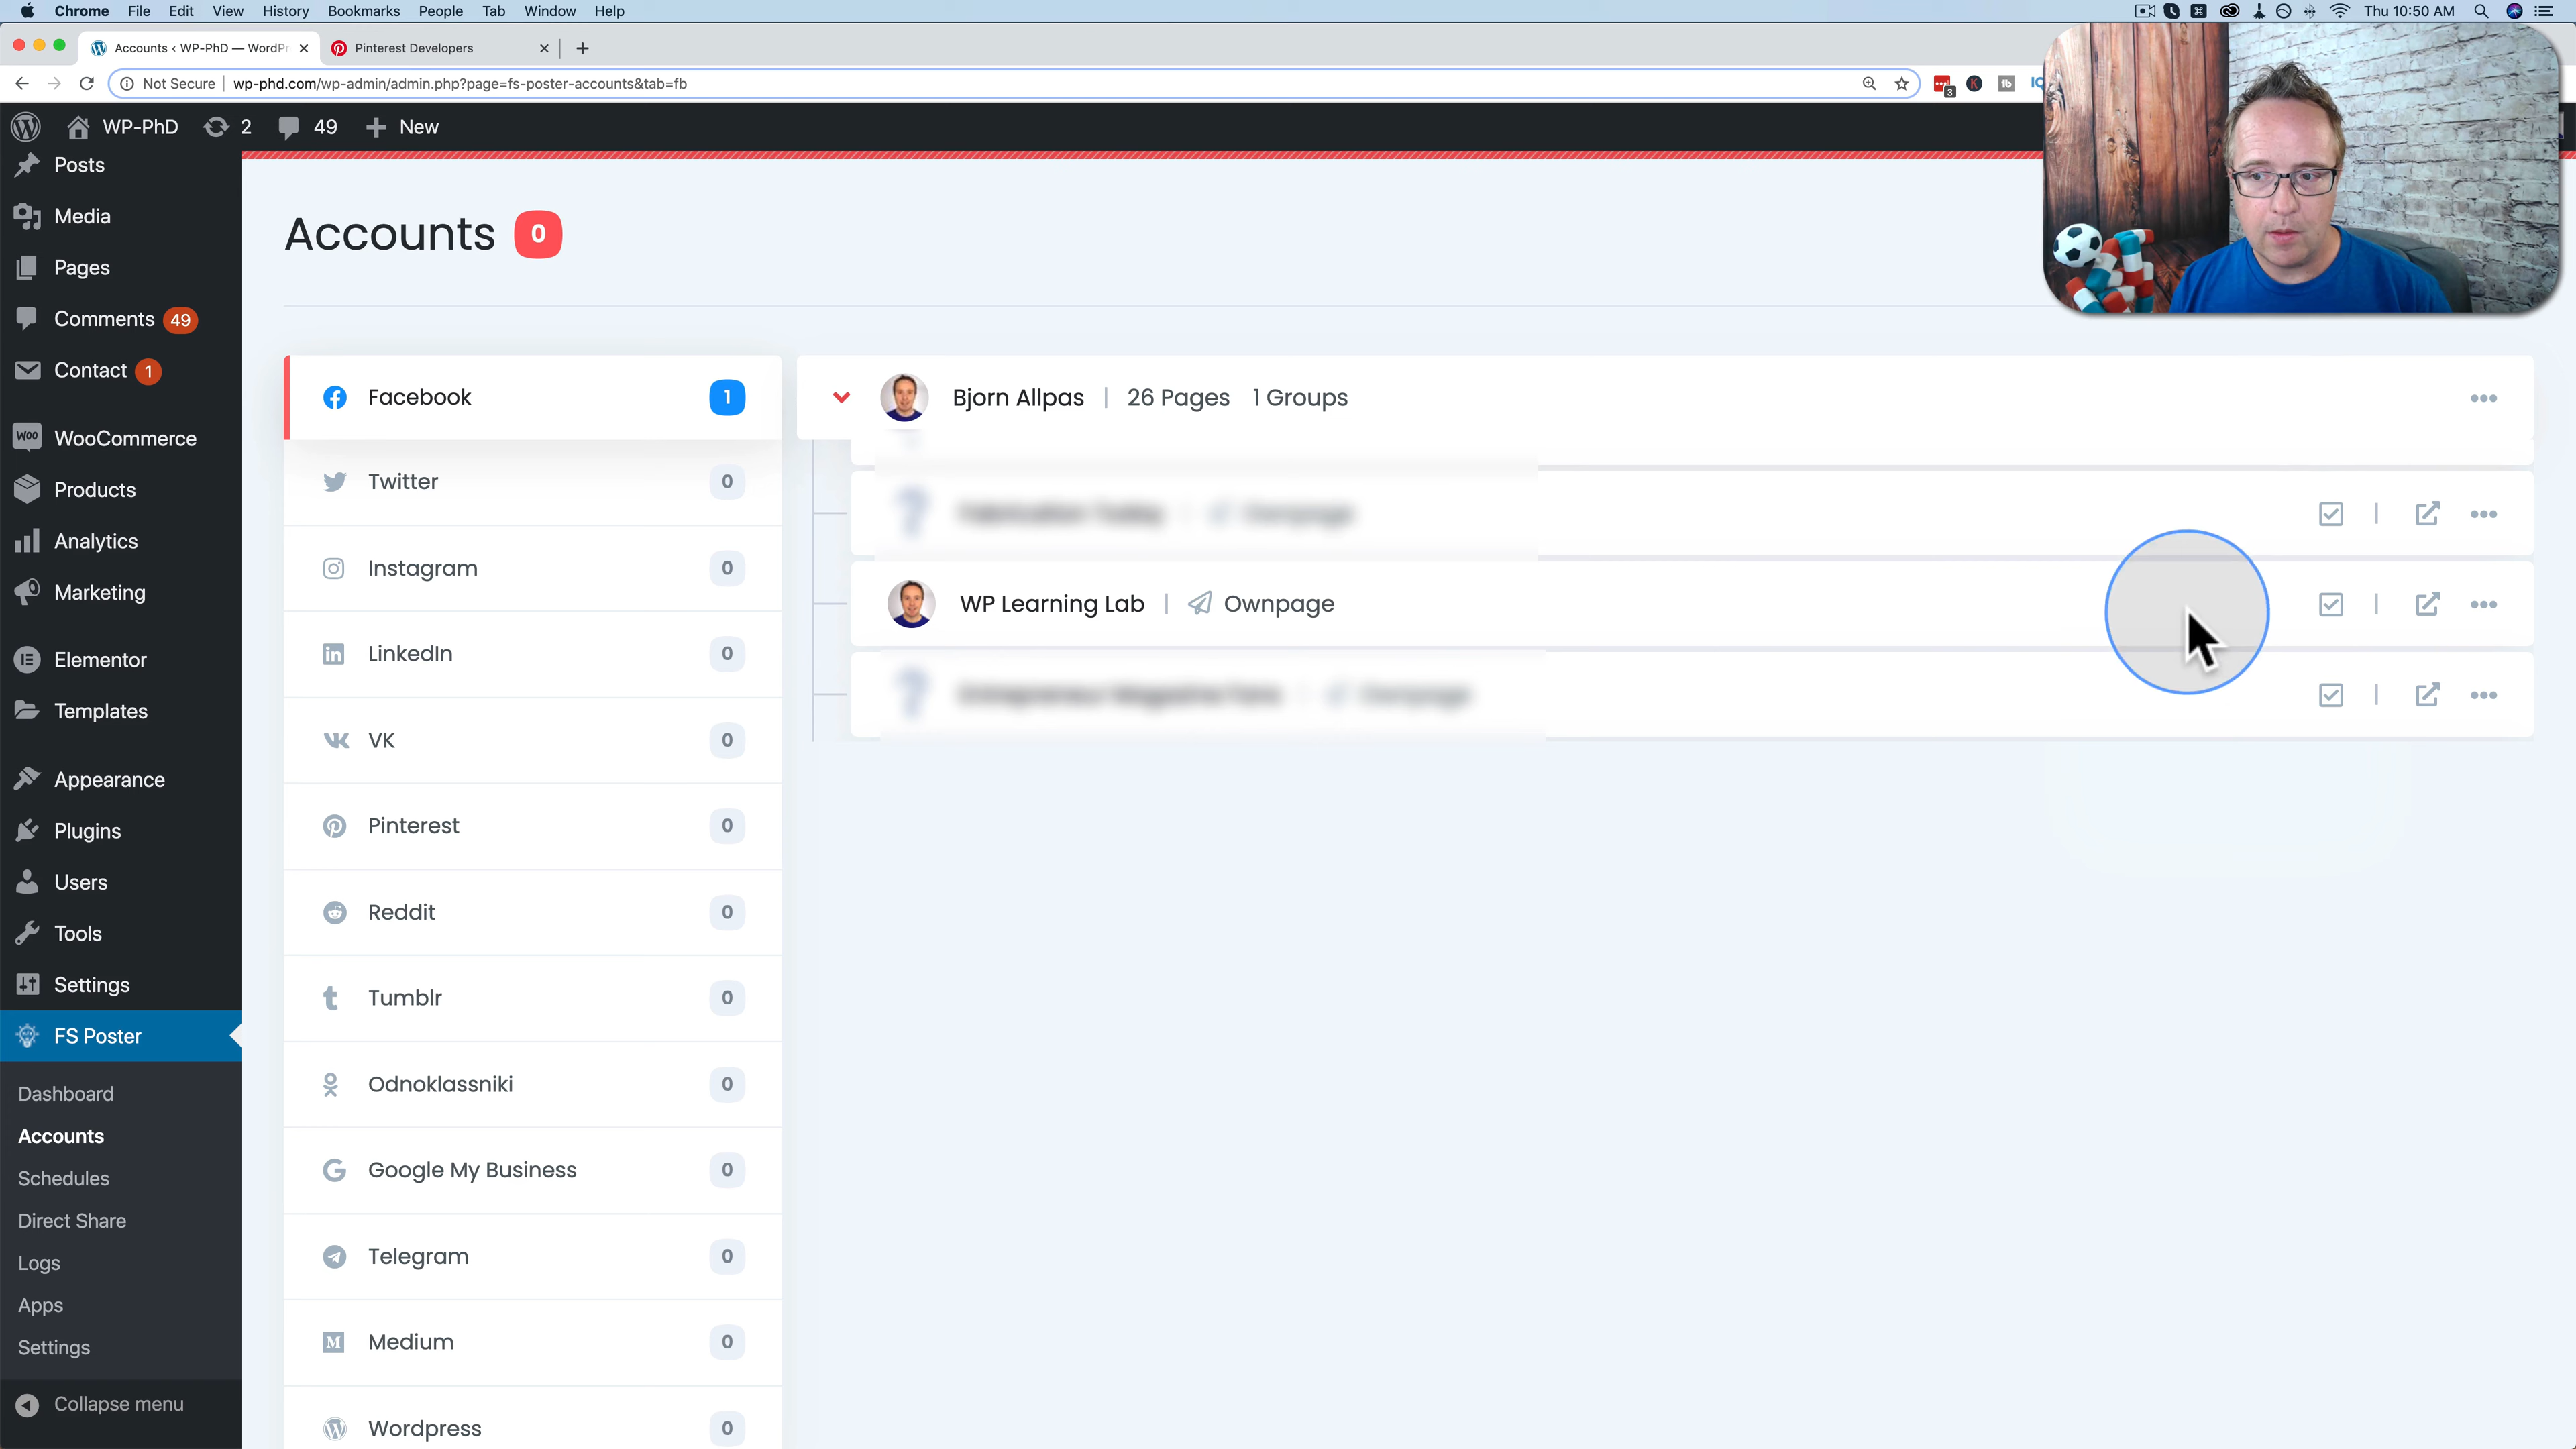 Chrome File Edit View History Bookmarks People Tab Window Help Thu 10:50 AM
Accounts ‹ WP-PhD — WordPr Pinterest Developers
Not Secure wp-phd.com/wp-admin/admin.php?page=fs-poster-accounts&tab=fb 3
WP-PhD 2 49 New
Posts
Media
Pages
Comments 49
Contact 1
WooCommerce
Products
Analytics
Marketing
Elementor
Templates
Appearance
Plugins
Users
Tools
Settings
FS Poster
Dashboard
Accounts
Schedules
Direct Share
Logs
Apps
Settings
Collapse menu
Accounts 0
Facebook 1
Twitter 0
Instagram 0
LinkedIn 0
VK 0
Pinterest 0
Reddit 0
Tumblr 0
Odnoklassniki 0
Google My Business 0
Telegram 0
Medium 0
Wordpress 0
Bjorn Allpas | 26 Pages 1 Groups
WP Learning Lab | Ownpage